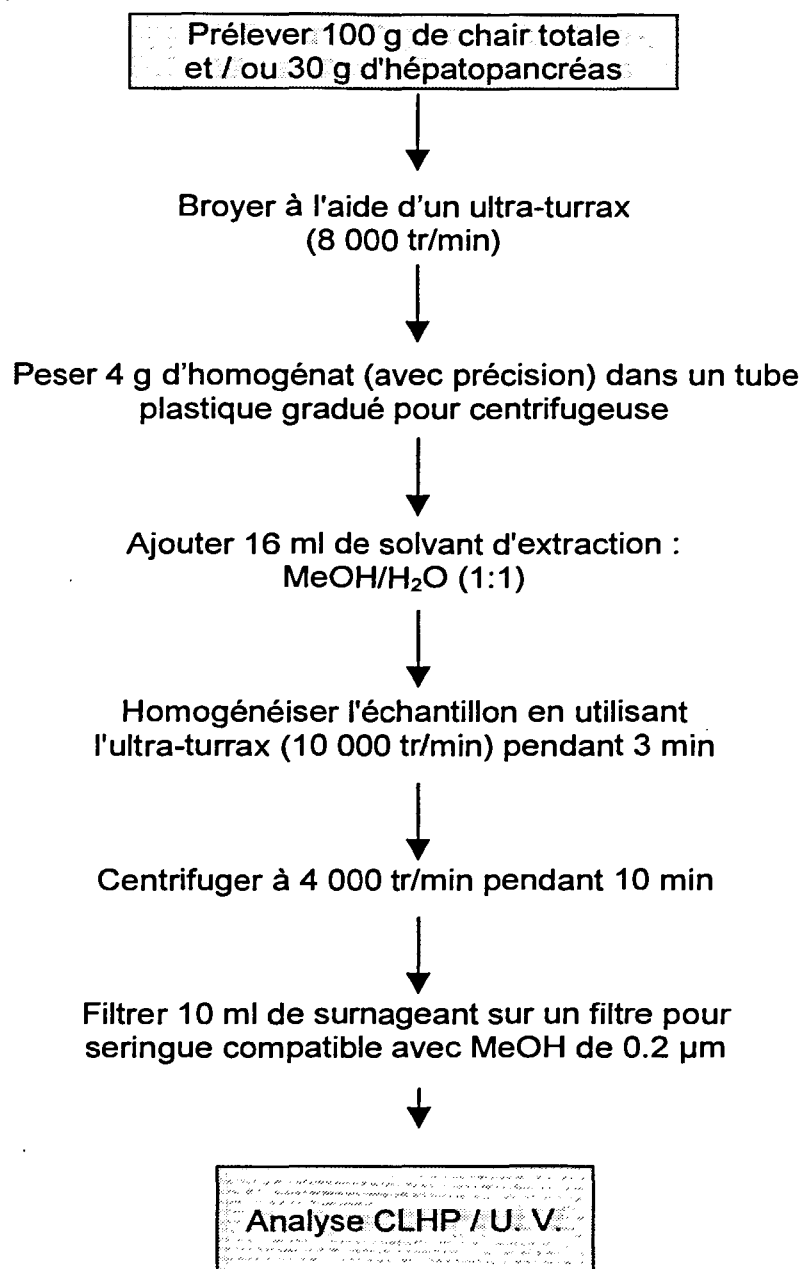 Prélever 100 g de chair totale
et / ou 30 g d'hépatopancréas
Broyer à l'aide d'un ultra-turrax
(8 000 tr/min)
Peser 4 g d'homogénat (avec précision) dans un tube
plastique gradué pour centrifugeuse
Ajouter 16 ml de solvant d'extraction :
MeOH/H₂O (1:1)
Homogénéiser l'échantillon en utilisant
l'ultra-turrax (10 000 tr/min) pendant 3 min
Centrifuger à 4 000 tr/min pendant 10 min
Filtrer 10 ml de surnageant sur un filtre pour
seringue compatible avec MeOH de 0.2 µm
Analyse CLHP / U. V.